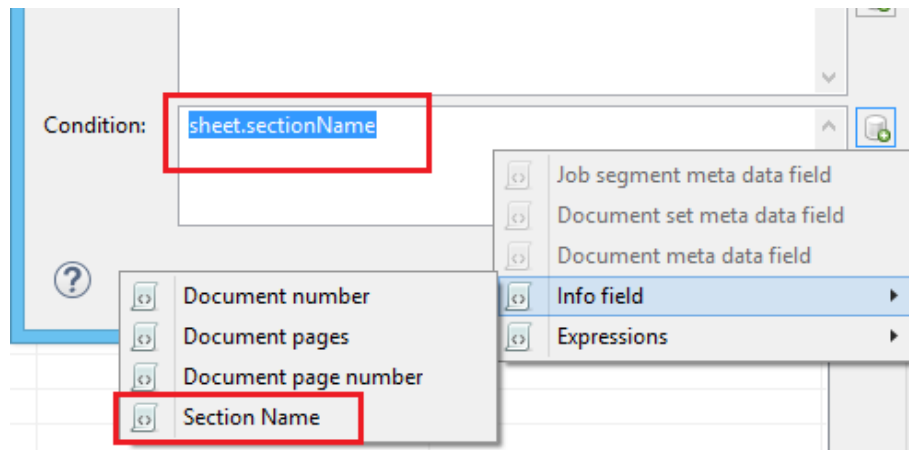 Condition:
sheet.sectionName
Job segment meta data field
Document set meta data field
Document meta data field
?
Document number
Info field
Document pages
Expressions
Document page number
Section Name